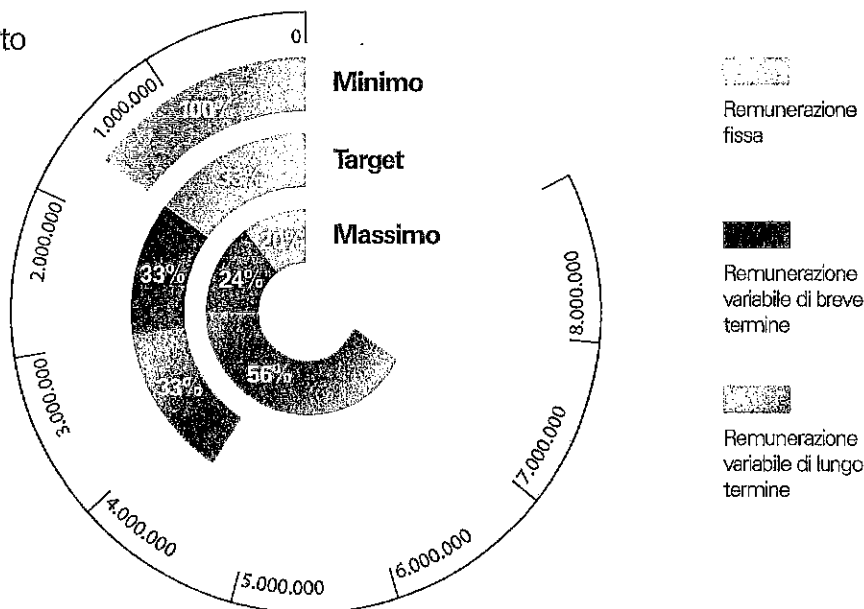 rto
0
1.000.000
2.000.000
3.000.000
4.000.000
5.000.000
6.000.000
7.000.000
8.000.000
Minimo
100%
Target
33%
33%
33%
Massimo
20%
24%
56%
Remunerazione
fissa
Remunerazione
variabile di breve
termine
Remunerazione
variabile di lungo
termine